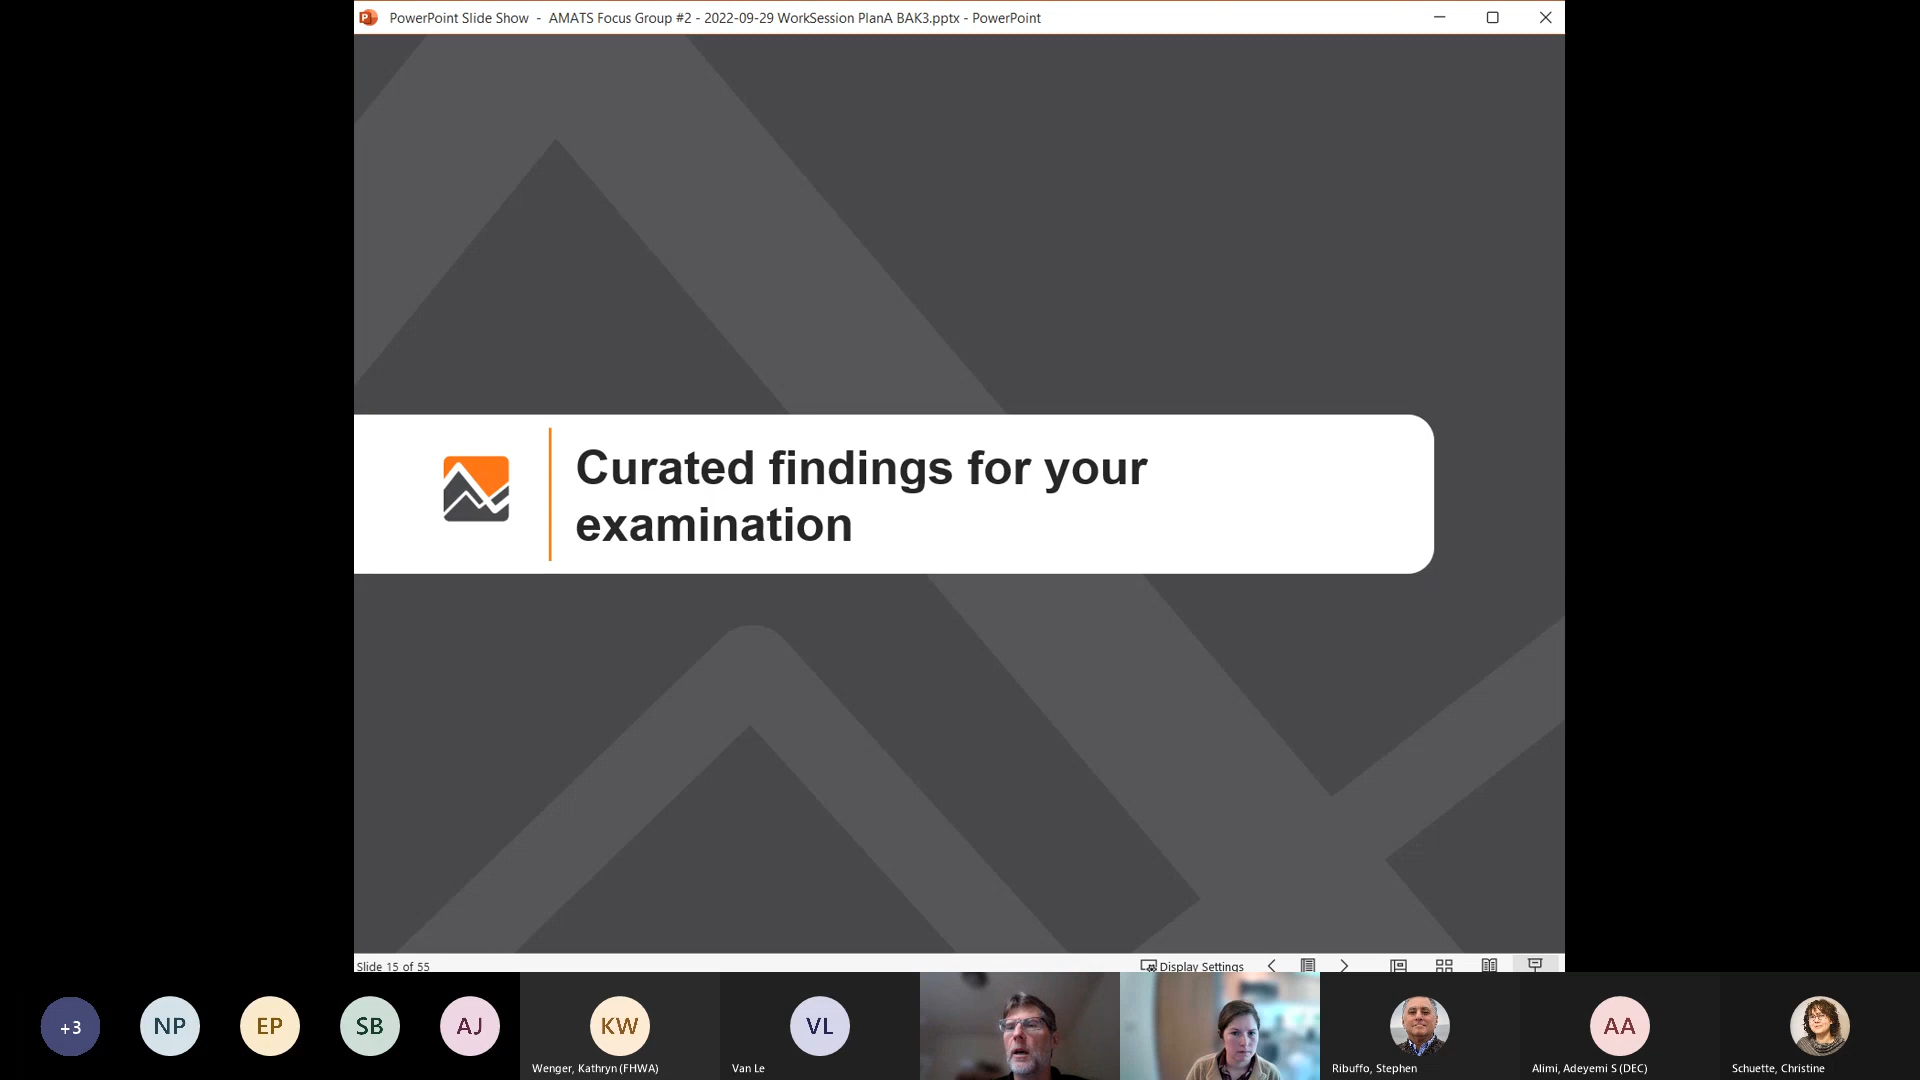 PowerPoint Slide Show - AMATS Focus Group #2 - 2022-09-29 WorkSession PlanA BAK3.pptx - PowerPoint
Curated findings for your
examination
Slide 15 of 55
Display Settings
+3
NP
EP
SB
AJ
KW
VL
AA
Wenger, Kathryn (FHWA)
Van Le
Ribuffo, Stephen
Alimi, Adeyemi S (DEC)
Schuette, Christine